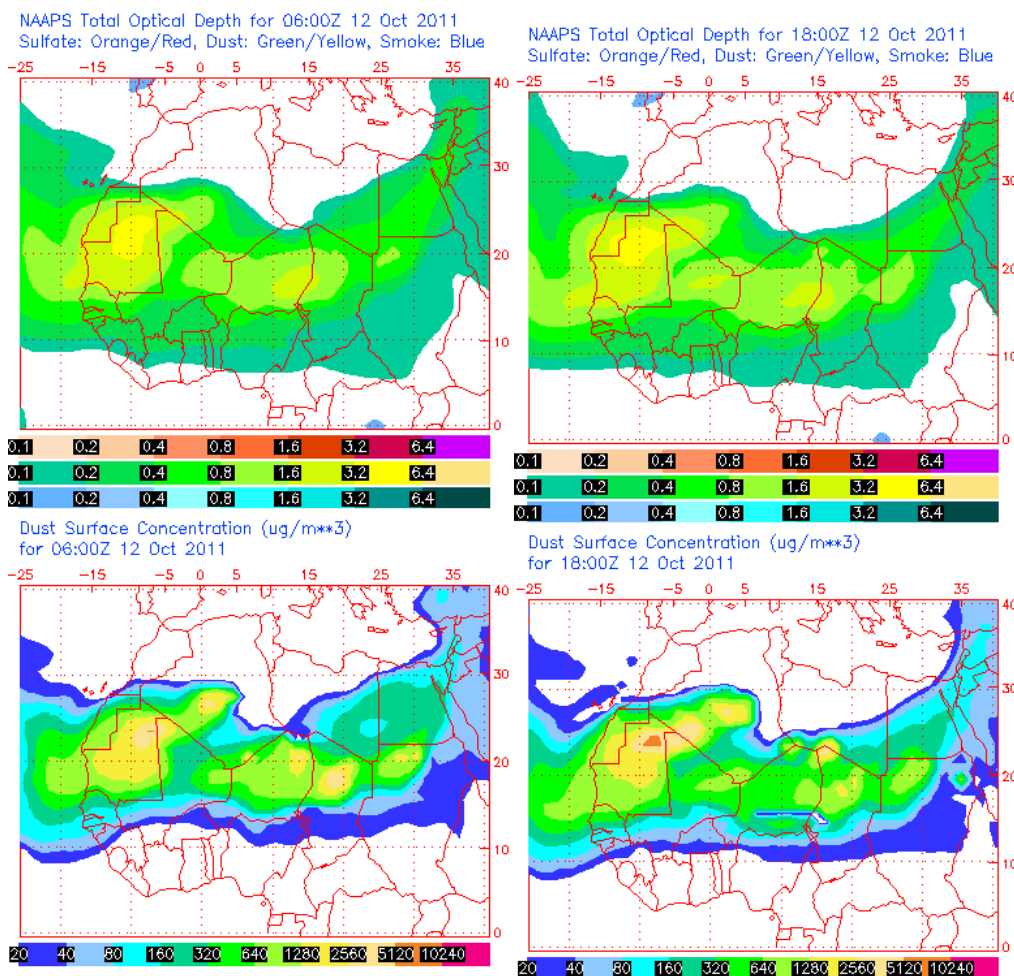 NAAPS Total Optical Depth for 06:00Z 12 Oct 2011
Sulfate: Orange/Red, Dust: Green/Yellow, Smoke: Blue
-25 -15 -5 0 5 15 25 35
40
30
20
10
0
0.1 0.2 0.4 0.8 1.6 3.2 6.4
0.1 0.2 0.4 0.8 1.6 3.2 6.4
0.1 0.2 0.4 0.8 1.6 3.2 6.4
NAAPS Total Optical Depth for 18:00Z 12 Oct 2011
Sulfate: Orange/Red, Dust: Green/Yellow, Smoke: Blue
-25 -15 -5 0 5 15 25 35
40
30
20
10
0
0.1 0.2 0.4 0.8 1.6 3.2 6.4
0.1 0.2 0.4 0.8 1.6 3.2 6.4
0.1 0.2 0.4 0.8 1.6 3.2 6.4
Dust Surface Concentration (ug/m**3)
for 06:00Z 12 Oct 2011
-25 -15 -5 0 5 15 25 35
40
30
20
10
0
20 40 80 160 320 640 1280 2560 5120 10240
Dust Surface Concentration (ug/m**3)
for 18:00Z 12 Oct 2011
-25 -15 -5 0 5 15 25 35
40
30
20
10
0
20 40 80 160 320 640 1280 2560 5120 10240